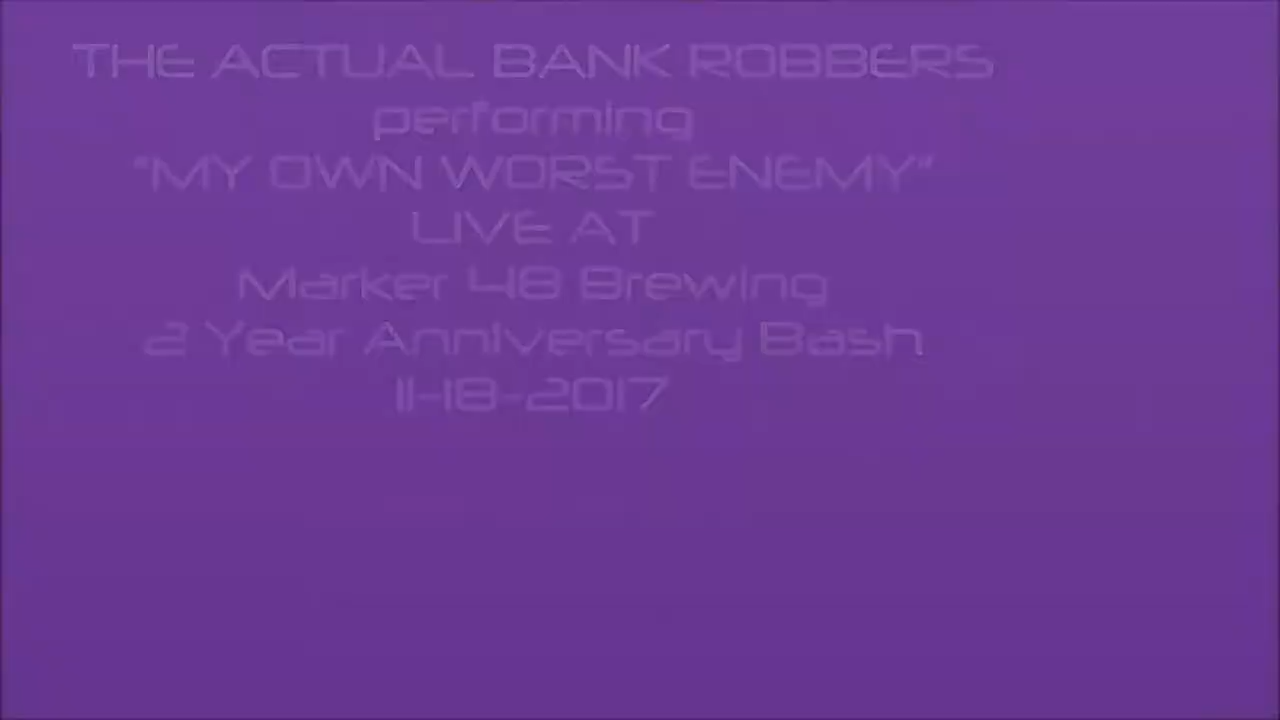 THE ACTUAL BANK ROBBERS
performing
"MY OWN WORST ENEMY"
LIVE AT
Marker 48 Brewing
2 Year Anniversary Bash
11-18-2017